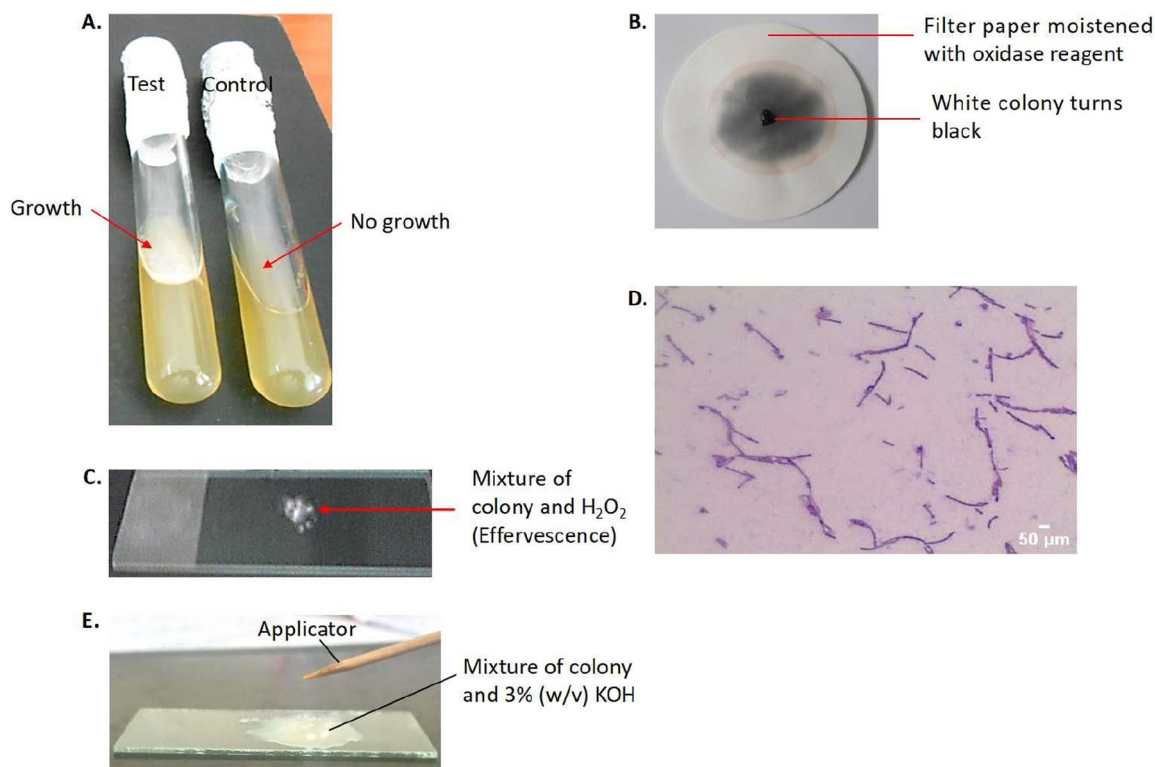 A.
Test
Control
Growth
No growth
B.
Filter paper moistened
with oxidase reagent
White colony turns
black
C.
Mixture of
colony and H₂O₂
(Effervescence)
D.
50 μm
E.
Applicator
Mixture of colony
and 3% (w/v) KOH